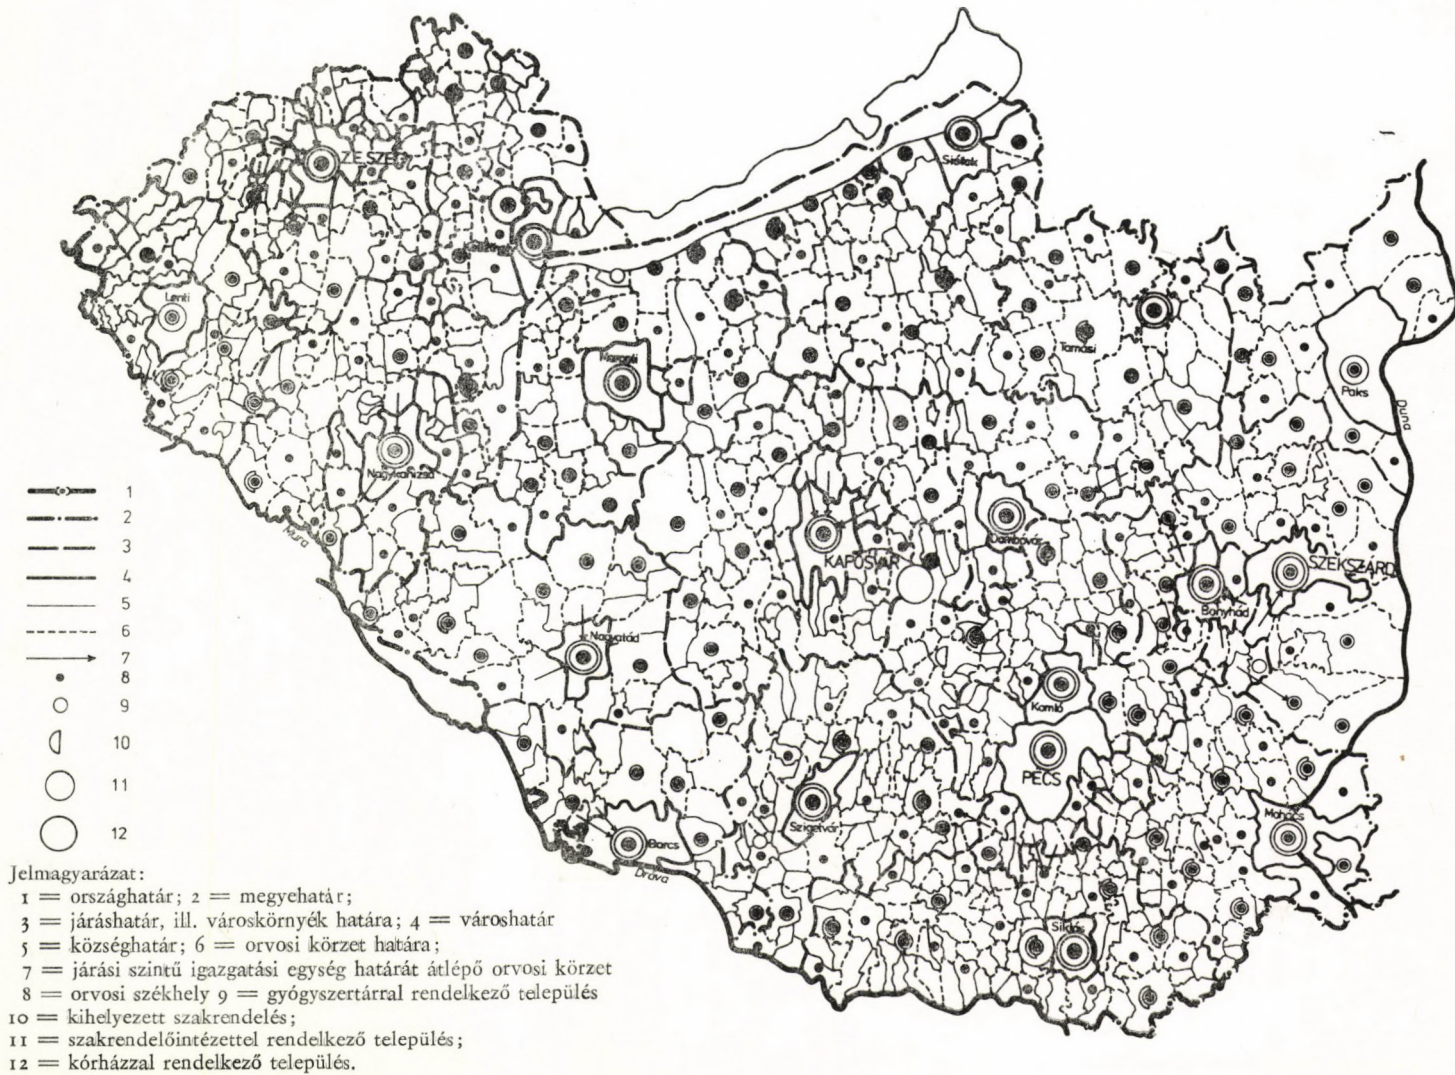 Z.E.SZEG
Siófok
Lenti
Marcali
Tamási
Paks
Duna
Nagykanizsa
Mura
Dombóvár
KAPOSVÁR
SZEKSZÁRD
Bonyhád
Nagyatád
Komló
PÉCS
Szigetvár
Mohács
Barcs
Dráva
Siklós
1
2
3
4
5
6
7
8
9
10
11
12
Jelmagyarázat:
1 = országhatár; 2 = megyehatár;
3 = járáshatár, ill. városkörnyék határa; 4 = városhatár
5 = községhatár; 6 = orvosi körzet határa;
7 = járási szintű igazgatási egység határát átlépő orvosi körzet
8 = orvosi székhely 9 = gyógyszertárral rendelkező település
10 = kihelyezett szakrendelés;
11 = szakrendelőintézettel rendelkező település;
12 = kórházzal rendelkező település.